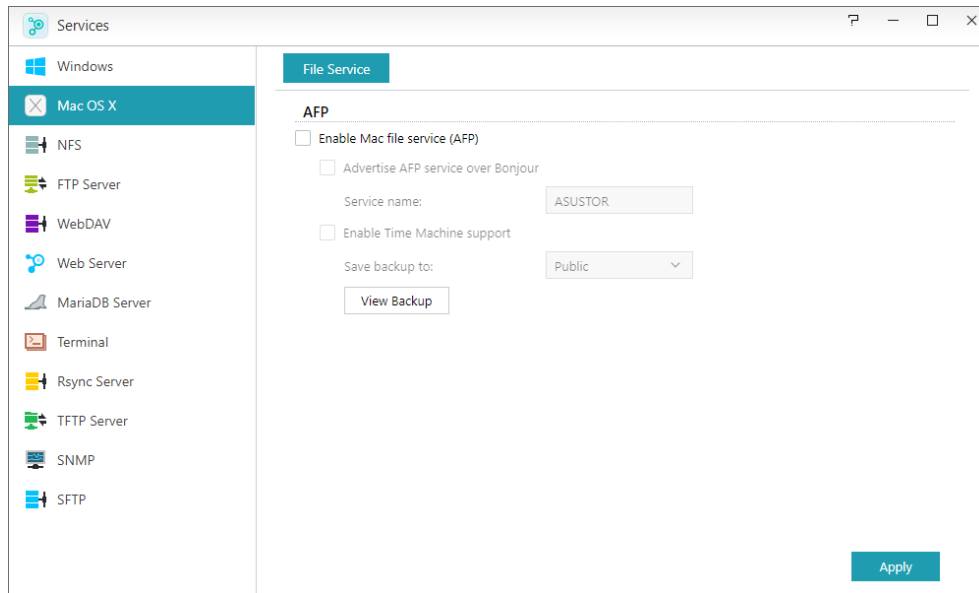 Services
Windows
Mac OS X
NFS
FTP Server
WebDAV
Web Server
MariaDB Server
Terminal
Rsync Server
TFTP Server
SNMP
SFTP
File Service
AFP
Enable Mac file service (AFP)
Advertise AFP service over Bonjour
Service name: ASUSTOR
Enable Time Machine support
Save backup to: Public
View Backup
Apply